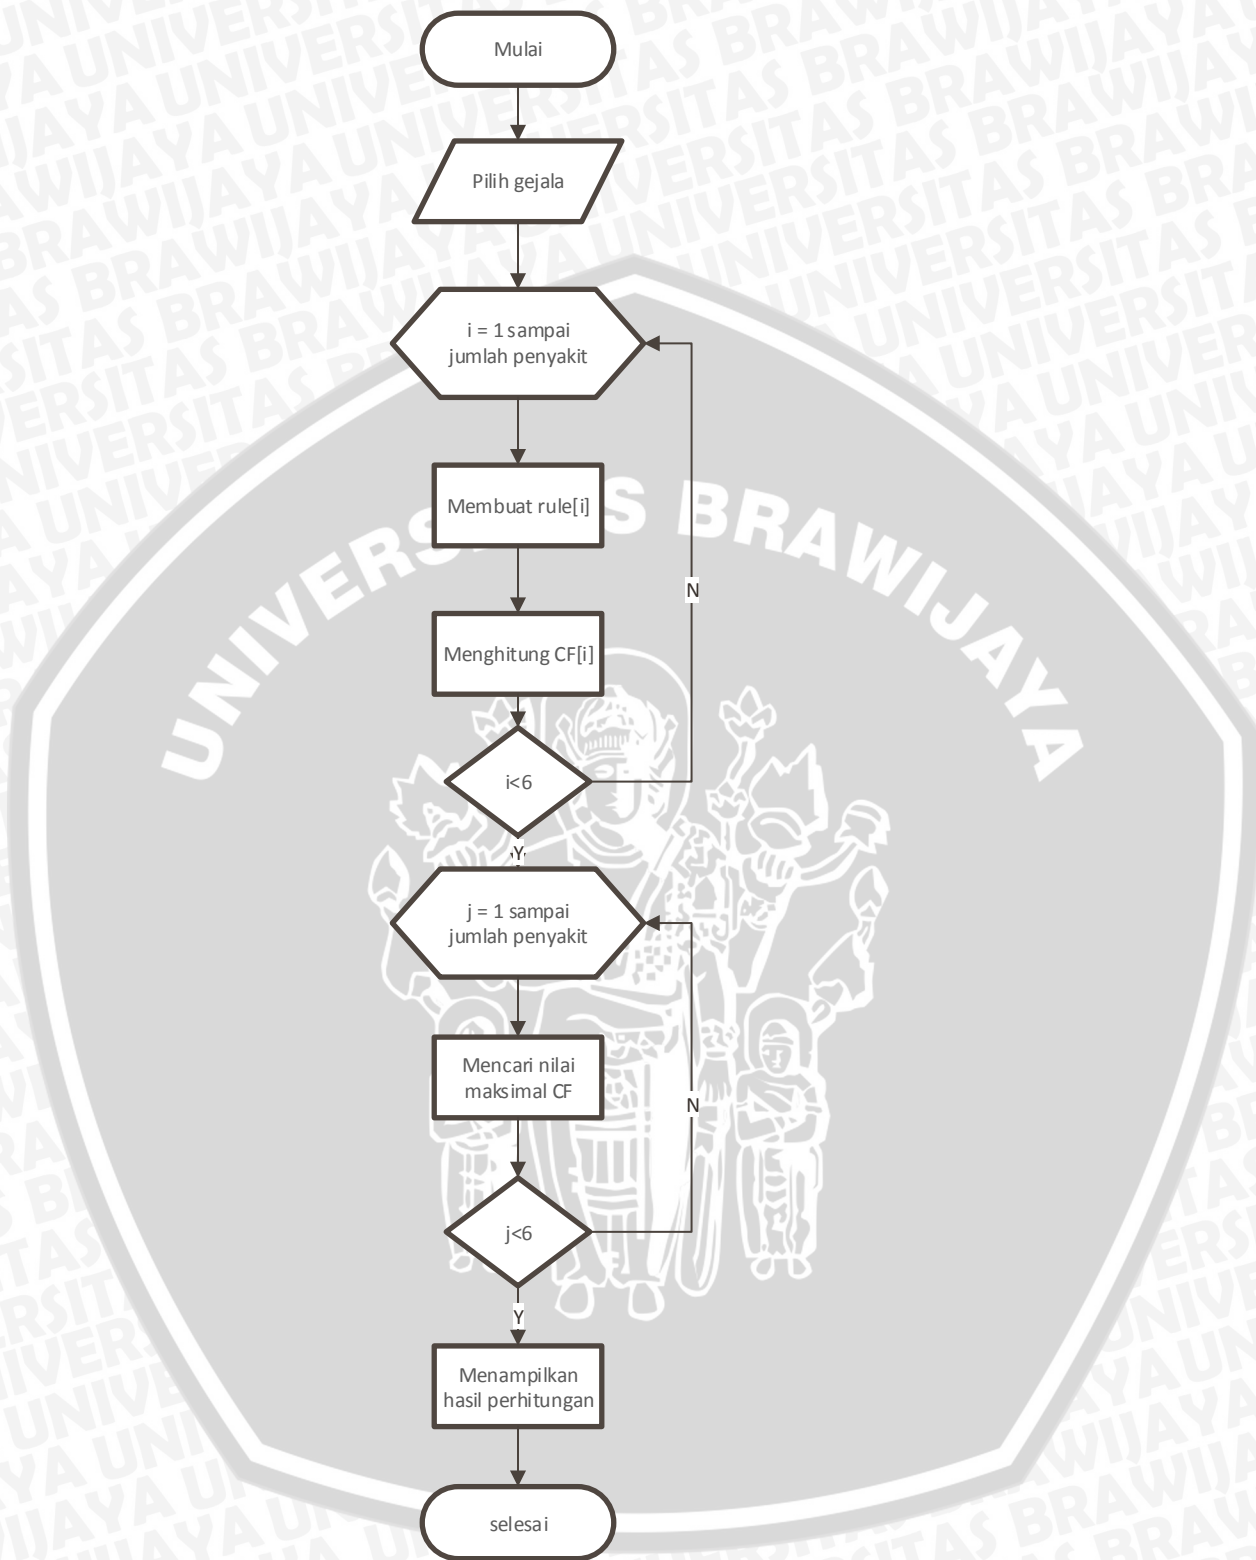 Mulai
Pilih gejala
i = 1 sampai
jumlah penyakit
Membuat rule[i]
N
Menghitung CF[i]
i<6
Y
j = 1 sampai
jumlah penyakit
Mencari nilai
maksimal CF
N
j<6
Y
Menampilkan
hasil perhitungan
selesai
UNIVERSITAS BRAWIJAYA